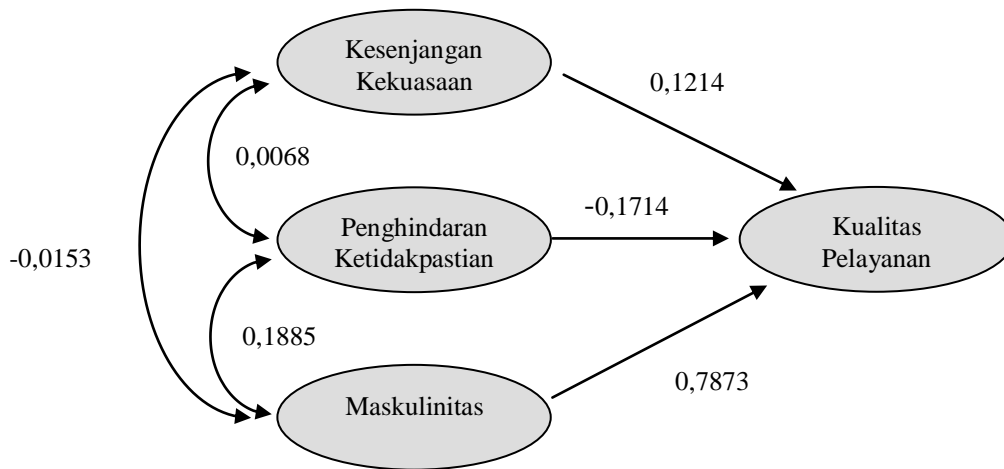 Kesenjangan
Kekuasaan
0,1214
0,0068
Penghindaran
Ketidakpastian
-0,1714
Kualitas
Pelayanan
-0,0153
0,1885
Maskulinitas
0,7873